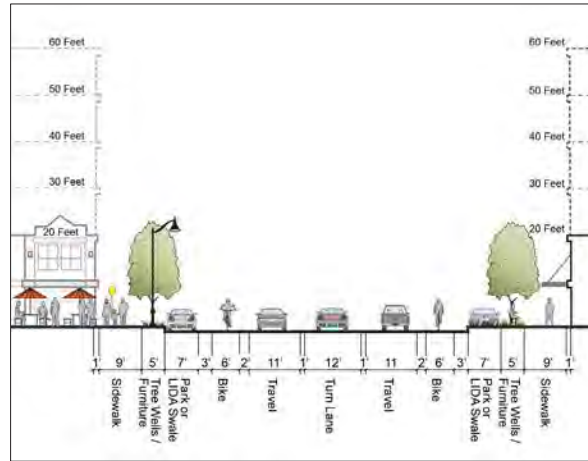 60 Feet
60 Feet
50 Feet
50 Feet
40 Feet
40 Feet
30 Feet
30 Feet
20 Feet
20 Feet
1' 9' 5' 7' 3' 6' 2' 11' 1' 12' 1' 11 2' 6' 3' 7' 5' 9' 1'
Sidewalk
Tree Wells /
Furniture
Park or
LIDA Swale
Bike
Travel
Turn Lane
Travel
Bike
Park or
LIDA Swale
Tree Wells /
Furniture
Sidewalk